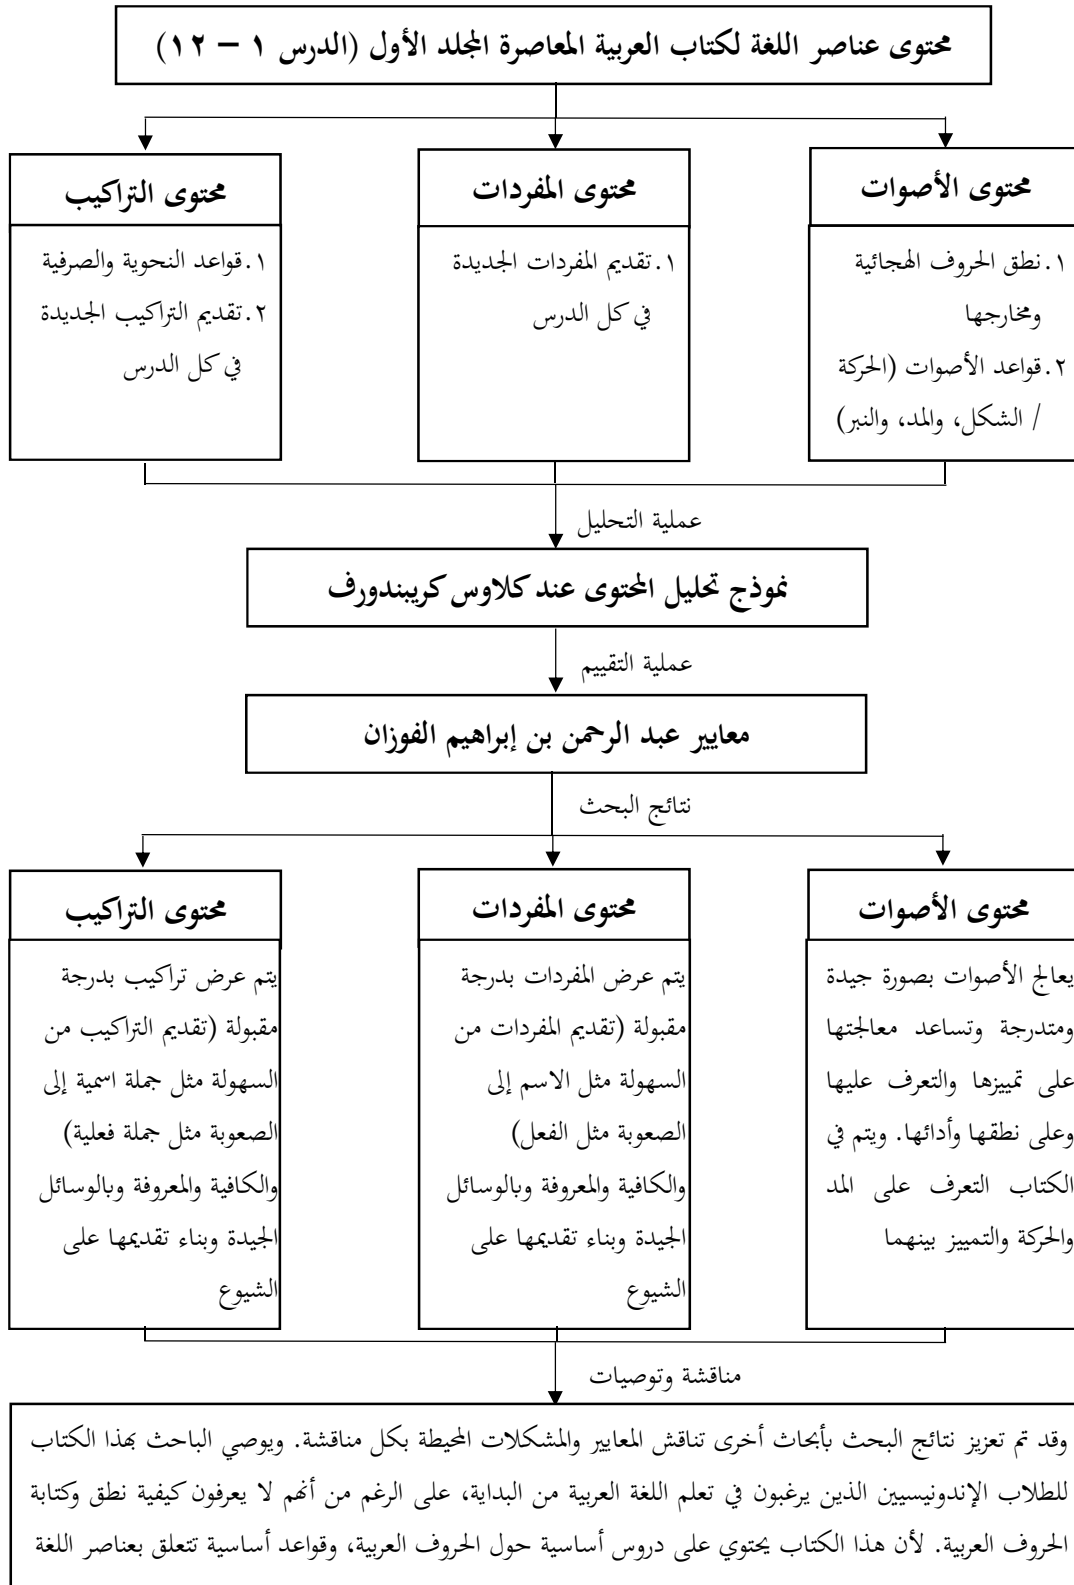 محتوى عناصر اللغة لكتاب العربية المعاصرة المجلد الأول (الدرس ١ – ١٢)
محتوى الأصوات
١. نطق الحروف الهجائية
ومخارجها
٢. قواعد الأصوات (الحركة
/ الشكل، والمد، والنبر)
محتوى المفردات
١. تقديم المفردات الجديدة
في كل الدرس
محتوى التراكيب
١. قواعد النحوية والصرفية
٢. تقديم التراكيب الجديدة
في كل الدرس
عملية التحليل
نموذج تحليل المحتوى عند كلاوس كريبندورف
عملية التقييم
معايير عبد الرحمن بن إبراهيم الفوزان
نتائج البحث
محتوى الأصوات
يعالج الأصوات بصورة جيدة
ومتدرجة وتساعد معالجتها
على تمييزها والتعرف عليها
وعلى نطقها وأدائها. ويتم في
الكتاب التعرف على المد
والحركة والتمييز بينهما
محتوى المفردات
يتم عرض المفردات بدرجة
مقبولة (تقديم المفردات من
السهولة مثل الاسم إلى
الصعوبة مثل الفعل)
والكافية والمعروفة وبالوسائل
الجيدة وبناء تقديمها على
الشيوع
محتوى التراكيب
يتم عرض تراكيب بدرجة
مقبولة (تقديم التراكيب من
السهولة مثل جملة اسمية إلى
الصعوبة مثل جملة فعلية)
والكافية والمعروفة وبالوسائل
الجيدة وبناء تقديمها على
الشيوع
مناقشة وتوصيات
وقد تم تعزيز نتائج البحث بأبحاث أخرى تناقش المعايير والمشكلات المحيطة بكل مناقشة. ويوصي الباحث بهذا الكتاب
للطلاب الإندونيسيين الذين يرغبون في تعلم اللغة العربية من البداية، على الرغم من أنهم لا يعرفون كيفية نطق وكتابة
الحروف العربية. لأن هذا الكتاب يحتوي على دروس أساسية حول الحروف العربية، وقواعد أساسية تتعلق بعناصر اللغة